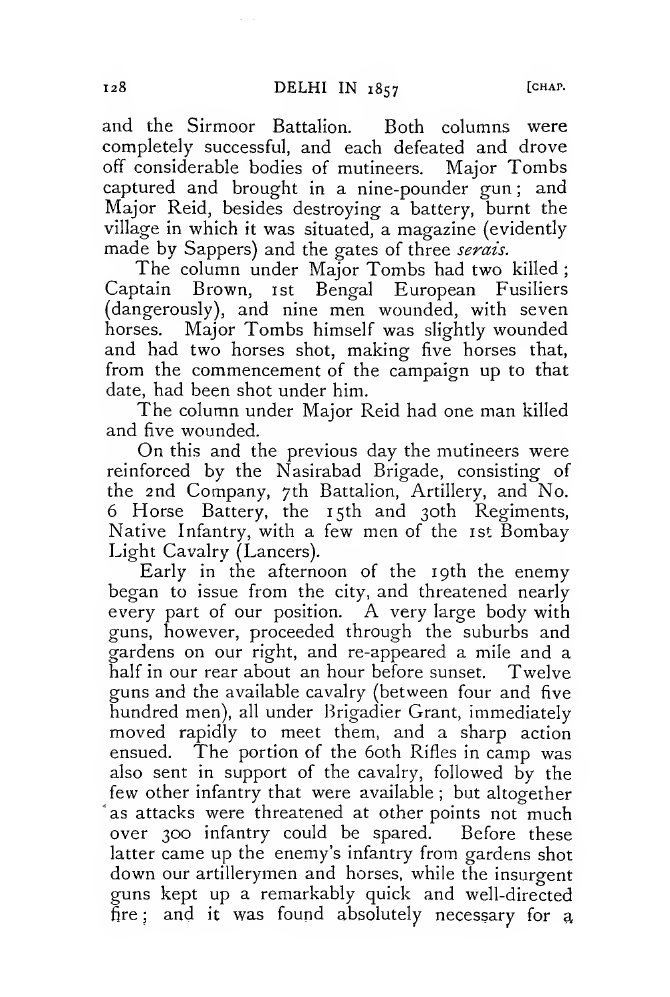 128 DELHI IN 1857 [CHAP.
and the Sirmoor Battalion. Both columns were
completely successful, and each defeated and drove
off considerable bodies of mutineers. Major Tombs
captured and brought in a nine-pounder gun; and
Major Reid, besides destroying a battery, burnt the
village in which it was situated, a magazine (evidently
made by Sappers) and the gates of three serais.
The column under Major Tombs had two killed;
Captain Brown, 1st Bengal European Fusiliers
(dangerously), and nine men wounded, with seven
horses. Major Tombs himself was slightly wounded
and had two horses shot, making five horses that,
from the commencement of the campaign up to that
date, had been shot under him.
The column under Major Reid had one man killed
and five wounded.
On this and the previous day the mutineers were
reinforced by the Nasirabad Brigade, consisting of
the 2nd Company, 7th Battalion, Artillery, and No.
6 Horse Battery, the 15th and 30th Regiments,
Native Infantry, with a few men of the 1st Bombay
Light Cavalry (Lancers).
Early in the afternoon of the 19th the enemy
began to issue from the city, and threatened nearly
every part of our position. A very large body with
guns, however, proceeded through the suburbs and
gardens on our right, and re-appeared a mile and a
half in our rear about an hour before sunset. Twelve
guns and the available cavalry (between four and five
hundred men), all under Brigadier Grant, immediately
moved rapidly to meet them, and a sharp action
ensued. The portion of the 60th Rifles in camp was
also sent in support of the cavalry, followed by the
few other infantry that were available; but altogether
as attacks were threatened at other points not much
over 300 infantry could be spared. Before these
latter came up the enemy's infantry from gardens shot
down our artillerymen and horses, while the insurgent
guns kept up a remarkably quick and well-directed
fire; and it was found absolutely necessary for a